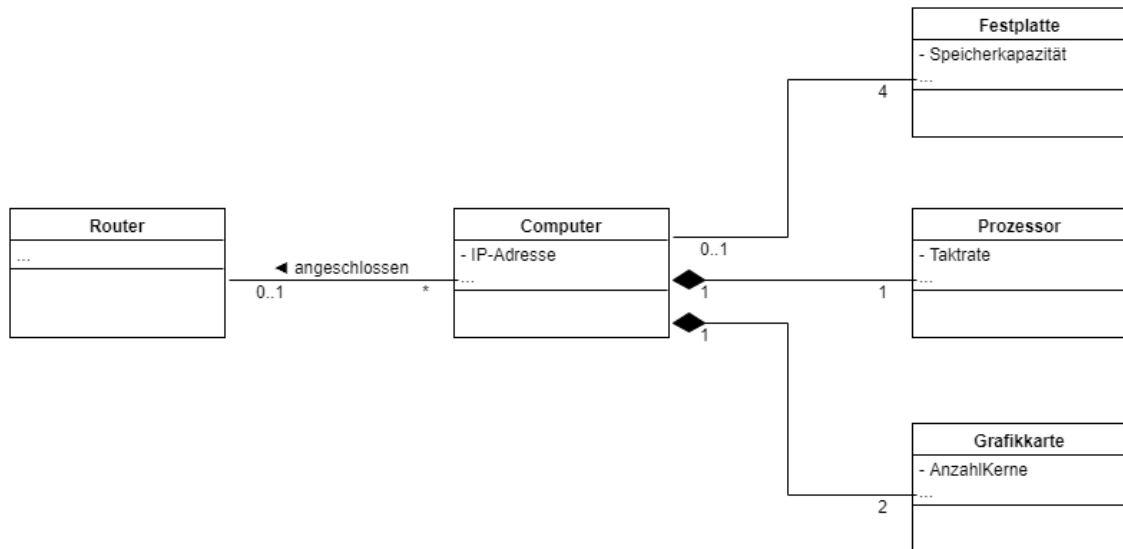 Festplatte
- Speicherkapazität
...
4
Router
...
◄ angeschlossen
0..1
*
Computer
- IP-Adresse
...
0..1
1
1
Prozessor
- Taktrate
...
1
Grafikkarte
- AnzahlKerne
...
2